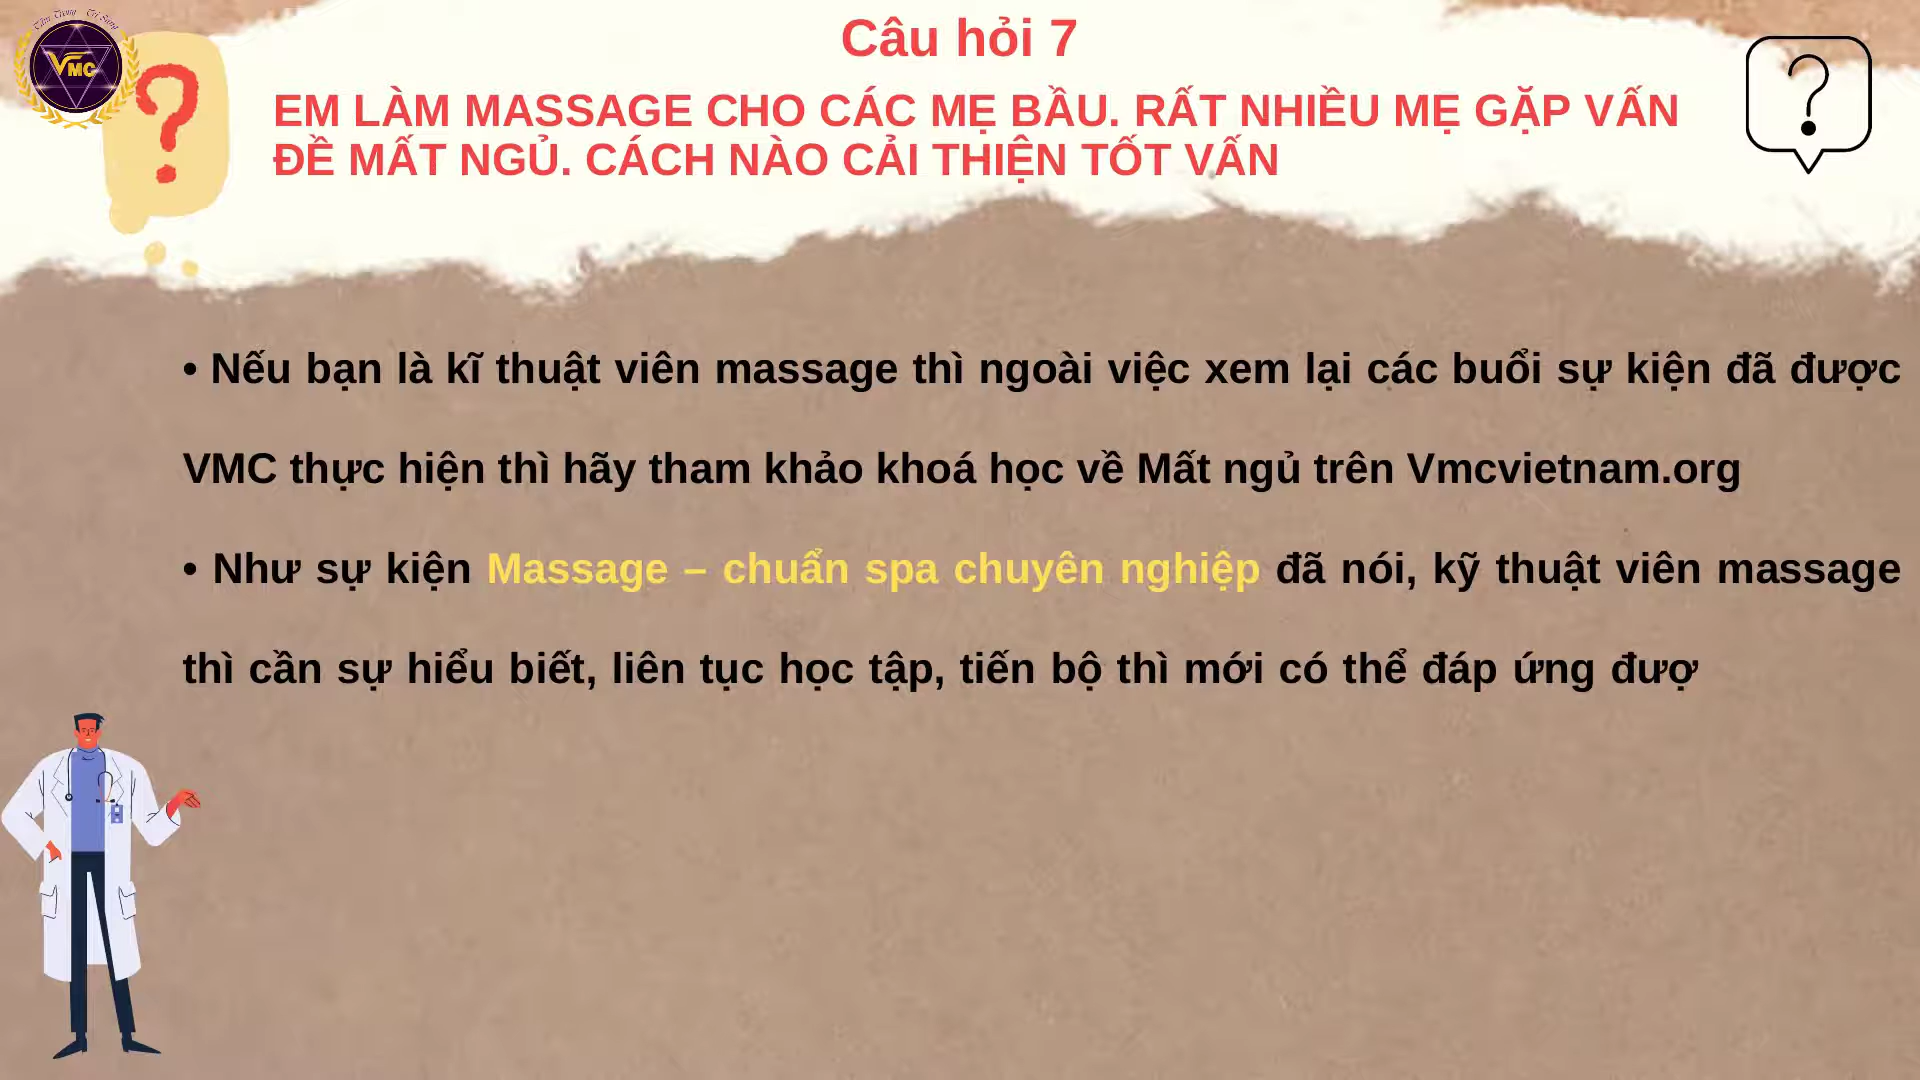 Tâm Trong - Trí Sáng
VMC
Câu hỏi 7
EM LÀM MASSAGE CHO CÁC MẸ BẦU. RẤT NHIỀU MẸ GẶP VẤN
ĐỀ MẤT NGỦ. CÁCH NÀO CẢI THIỆN TỐT VẤN
• Nếu bạn là kĩ thuật viên massage thì ngoài việc xem lại các buổi sự kiện đã được
VMC thực hiện thì hãy tham khảo khoá học về Mất ngủ trên Vmcvietnam.org
• Như sự kiện Massage – chuẩn spa chuyên nghiệp đã nói, kỹ thuật viên massage
thì cần sự hiểu biết, liên tục học tập, tiến bộ thì mới có thể đáp ứng đượ